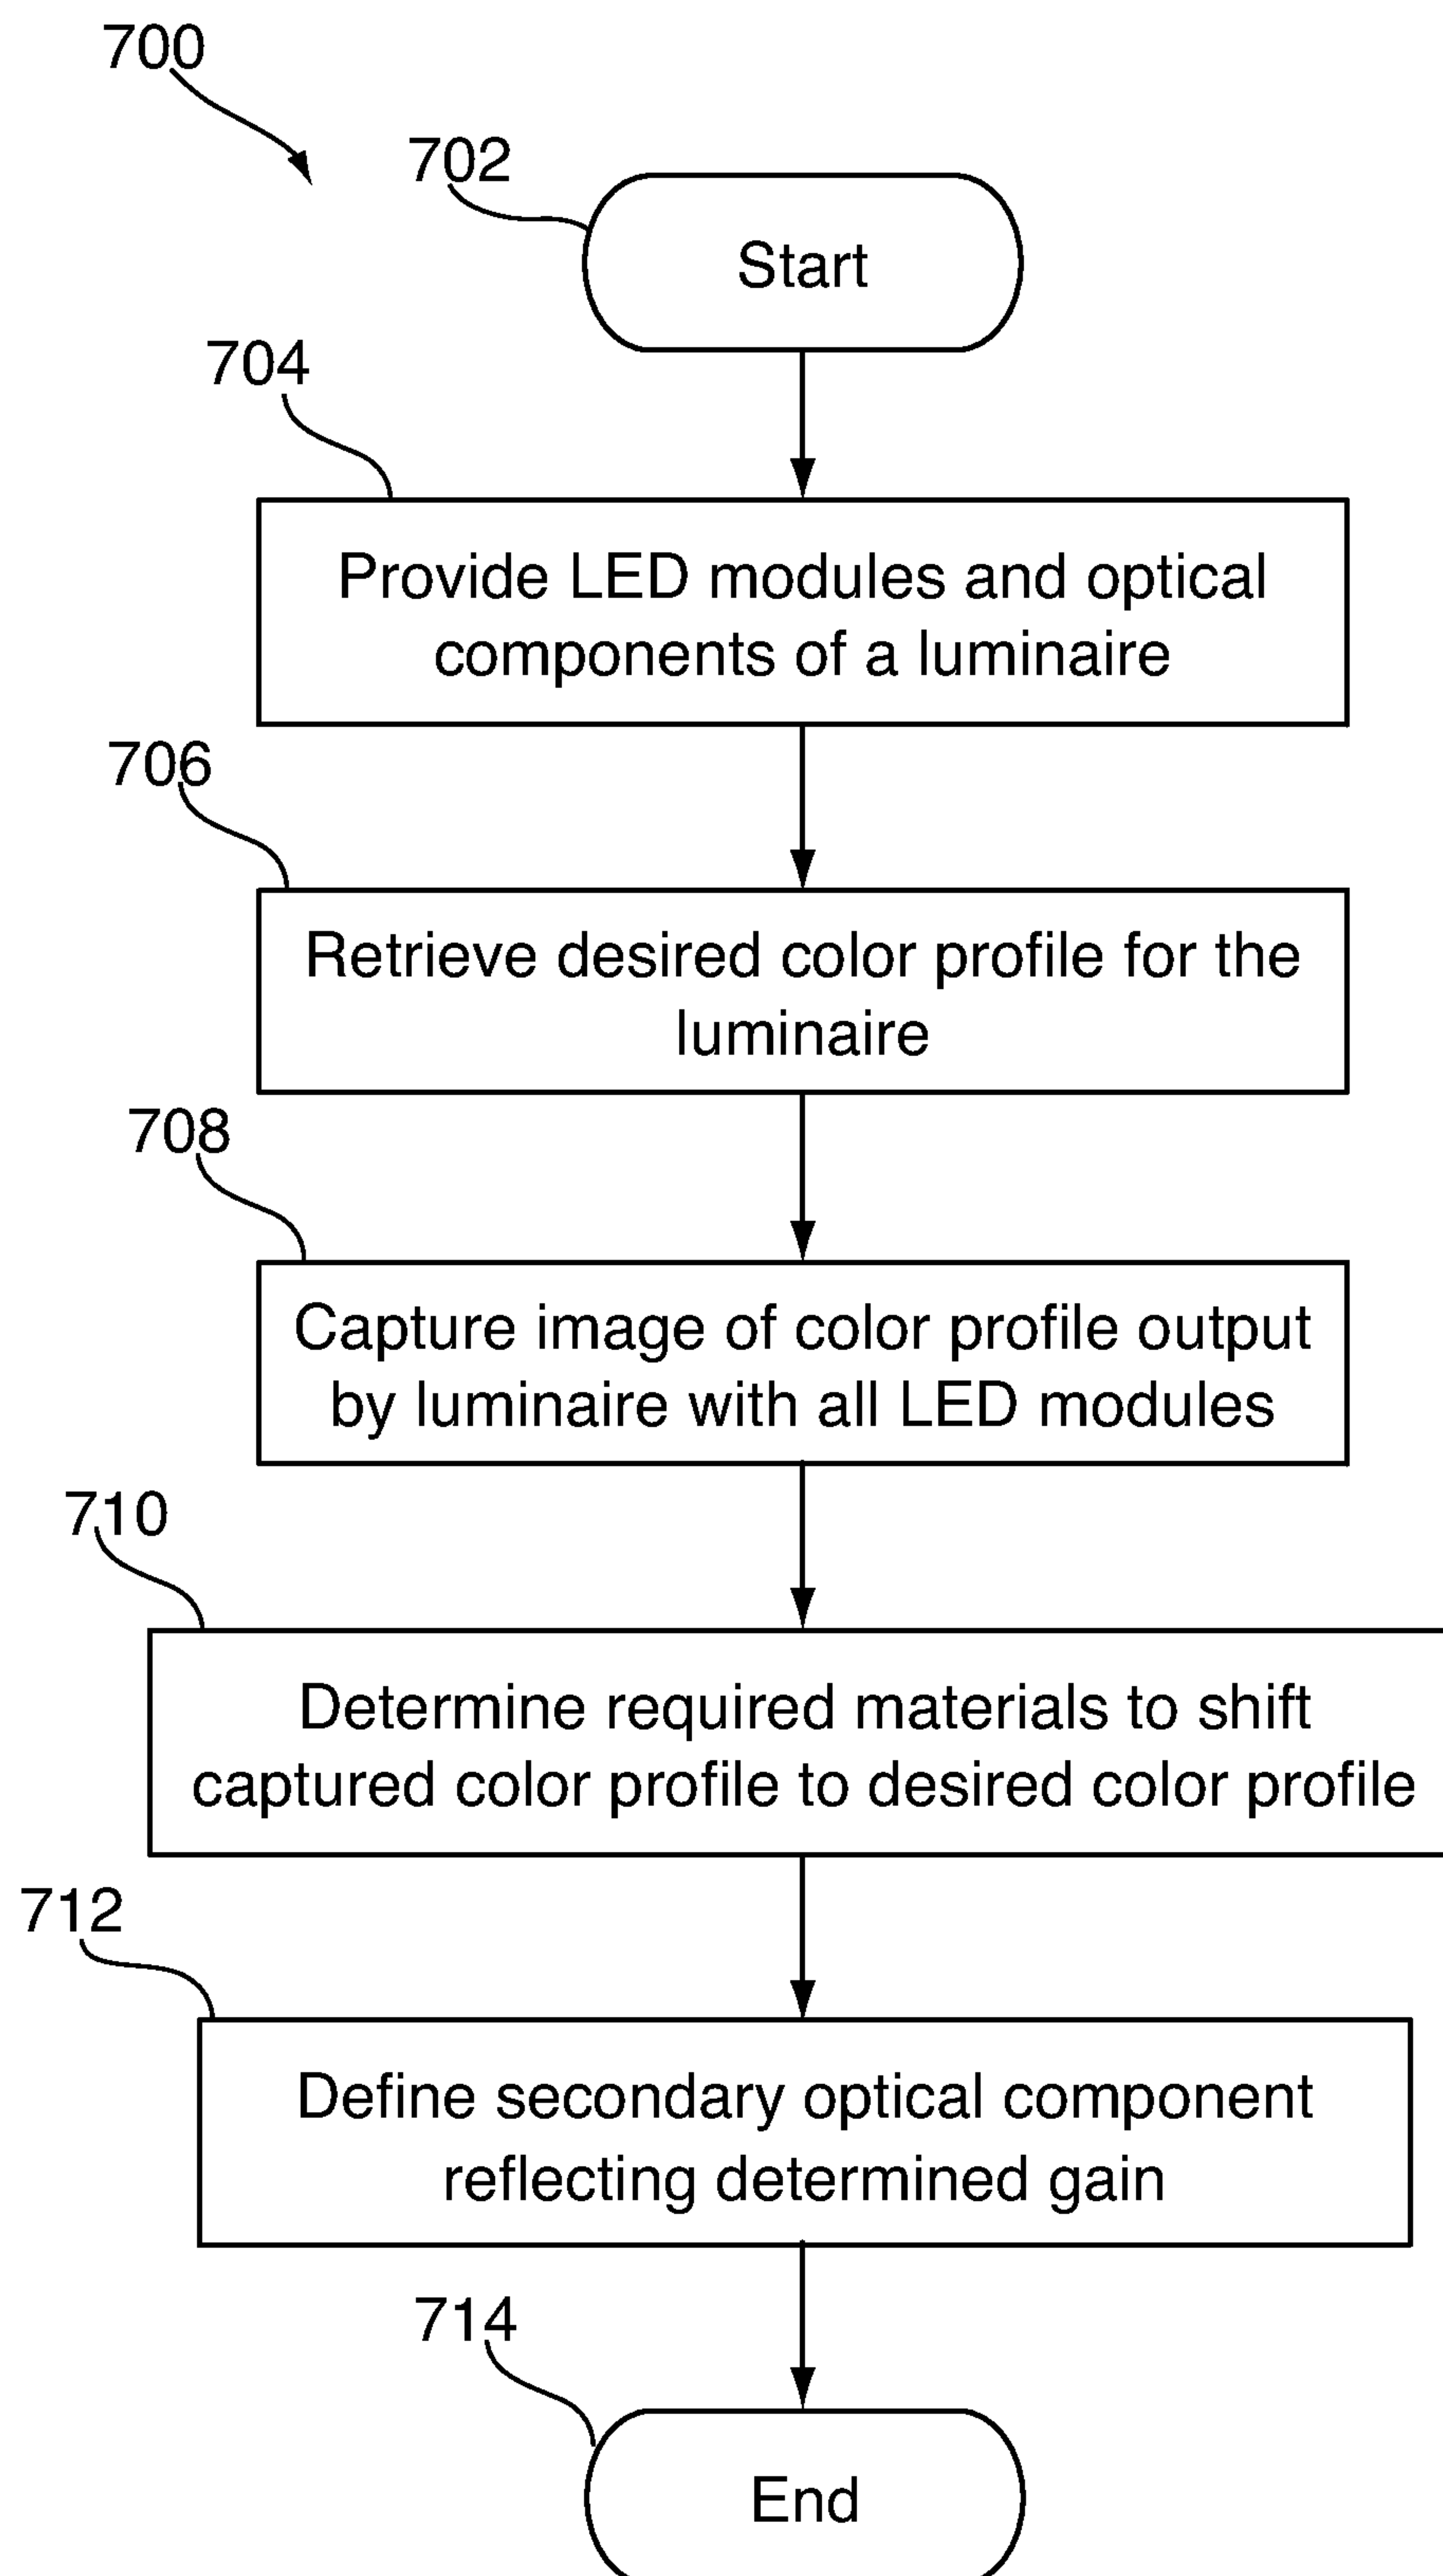 700
702
Start
704
Provide LED modules and optical
components of a luminaire
706
Retrieve desired color profile for the
luminaire
708
Capture image of color profile output
by luminaire with all LED modules
710
Determine required materials to shift
captured color profile to desired color profile
712
Define secondary optical component
reflecting determined gain
714
End